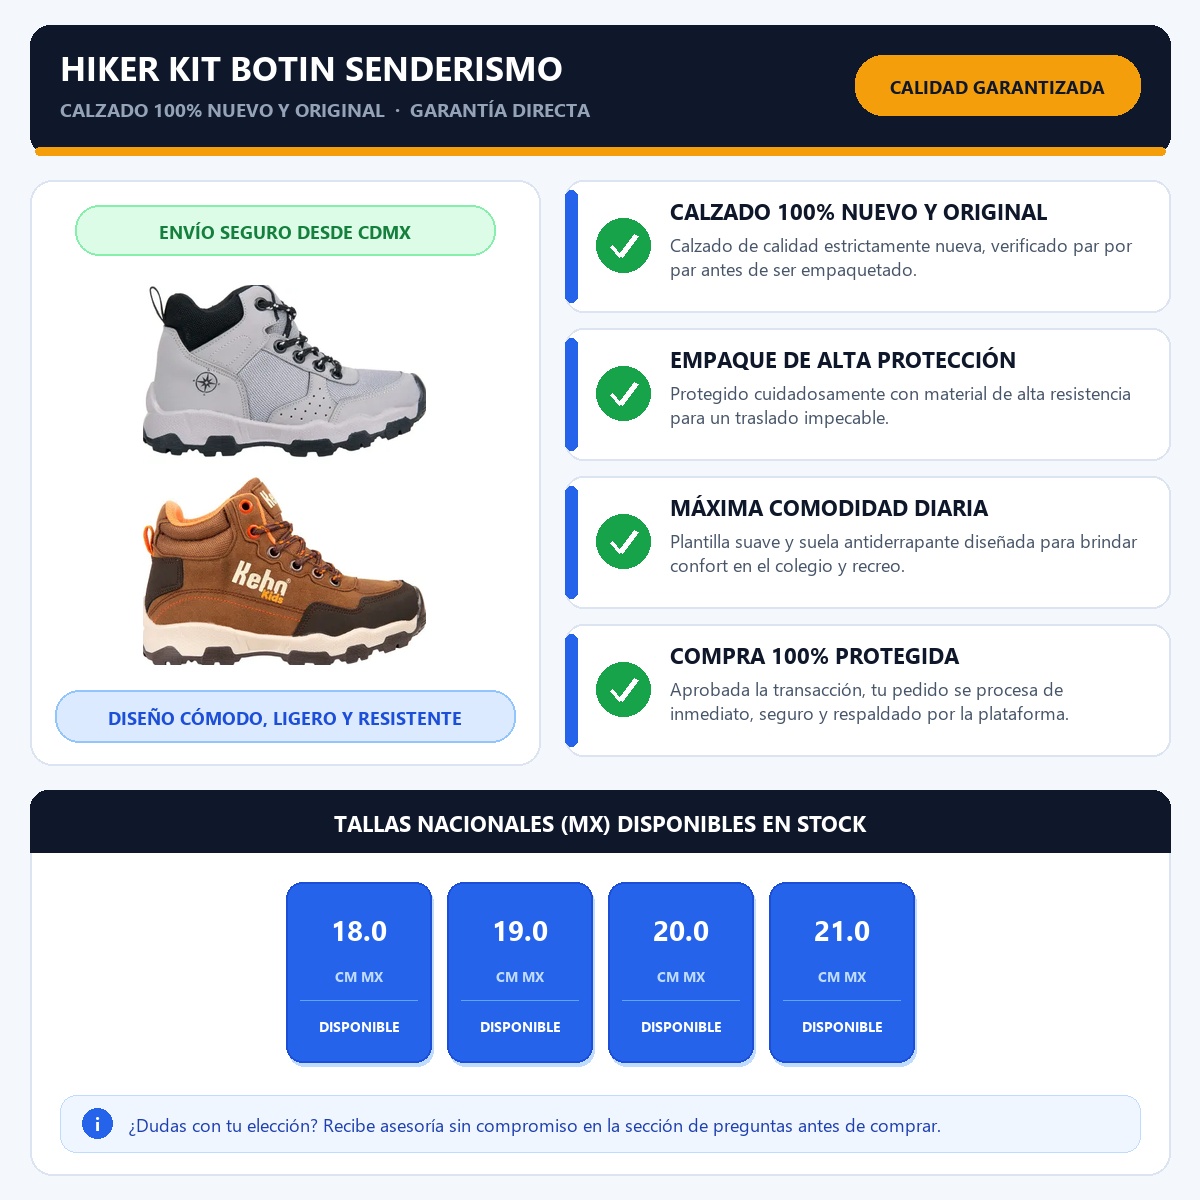 HIKER KIT BOTIN SENDERISMO
CALZADO 100% NUEVO Y ORIGINAL · GARANTÍA DIRECTA
CALIDAD GARANTIZADA
ENVÍO SEGURO DESDE CDMX
Kehn
Kids
DISEÑO CÓMODO, LIGERO Y RESISTENTE
CALZADO 100% NUEVO Y ORIGINAL
Calzado de calidad estrictamente nueva, verificado par por
par antes de ser empaquetado.
EMPAQUE DE ALTA PROTECCIÓN
Protegido cuidadosamente con material de alta resistencia
para un traslado impecable.
MÁXIMA COMODIDAD DIARIA
Plantilla suave y suela antiderrapante diseñada para brindar
confort en el colegio y recreo.
COMPRA 100% PROTEGIDA
Aprobada la transacción, tu pedido se procesa de
inmediato, seguro y respaldado por la plataforma.
TALLAS NACIONALES (MX) DISPONIBLES EN STOCK
18.0
CM MX
DISPONIBLE
19.0
CM MX
DISPONIBLE
20.0
CM MX
DISPONIBLE
21.0
CM MX
DISPONIBLE
¿Dudas con tu elección? Recibe asesoría sin compromiso en la sección de preguntas antes de comprar.